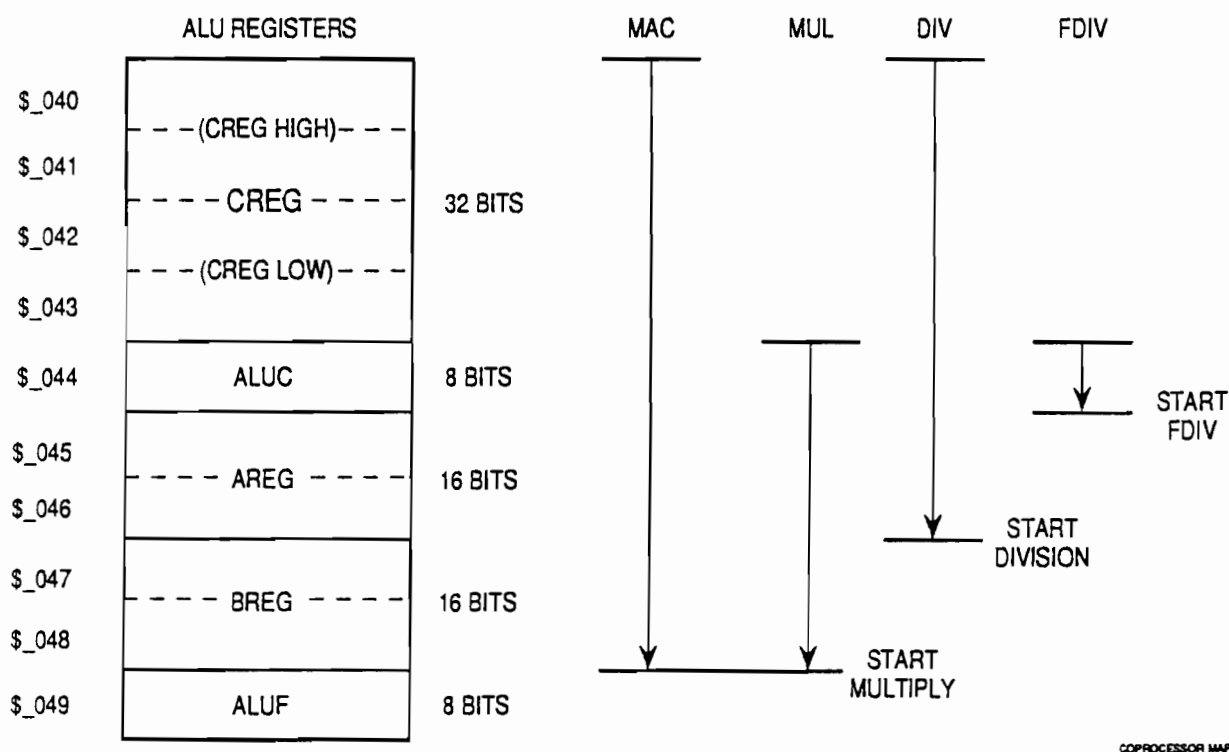 ALU REGISTERS MAC MUL DIV FDIV
$_040
(CREG HIGH)
$_041
CREG 32 BITS
$_042
(CREG LOW)
$_043
$_044 ALUC 8 BITS
START
FDIV
$_045
AREG 16 BITS
$_046
START
DIVISION
$_047
BREG 16 BITS
$_048
START
MULTIPLY
$_049 ALUF 8 BITS
COPROCESSOR MAP